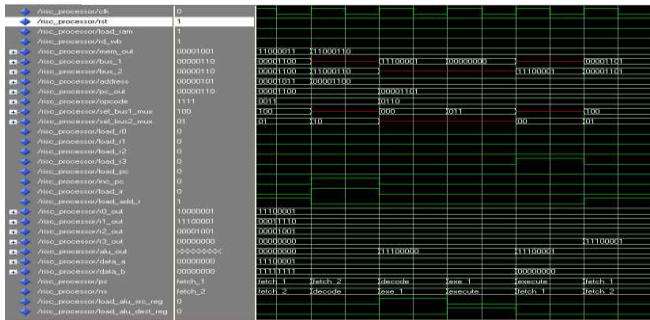 /risc_processor/clk 0
/risc_processor/rst 1
/risc_processor/load_ram 1
/risc_processor/rd_wb 1
/risc_processor/mem_out 00001001 11000011 11000110
/risc_processor/bus_1 00000110 00001100 11100001 00000000 00001101
/risc_processor/bus_2 00000110 00001100 11000110 11100001 00001101
/risc_processor/address 00000101 00001011 00001100
/risc_processor/pc_out 00000110 00001100 00001101
/risc_processor/opcode 1111 0011 0110
/risc_processor/sel_bus1_mux 100 100 000 011 100
/risc_processor/sel_bus2_mux 01 01 10 00 01
/risc_processor/load_r0 0
/risc_processor/load_r1 0
/risc_processor/load_r2 0
/risc_processor/load_r3 0
/risc_processor/load_pc 0
/risc_processor/inc_pc 0
/risc_processor/load_ir 0
/risc_processor/load_add_r 1
/risc_processor/r0_out 10000001 11100001
/risc_processor/r1_out 11100001 00011110
/risc_processor/r2_out 00001001 00001001
/risc_processor/r3_out 00000000 00000000 11100001
/risc_processor/alu_out 00000000 11100000 11100001
/risc_processor/data_a 00000000 11100001
/risc_processor/data_b 00000000 11111111 00000000
/risc_processor/ps fetch_1 fetch_1 fetch_2 decode exe_1 execute fetch_1
/risc_processor/ns fetch_2 fetch_2 decode exe_1 execute fetch_1 fetch_2
/risc_processor/load_alu_src_reg 0
/risc_processor/load_alu_dest_reg 0